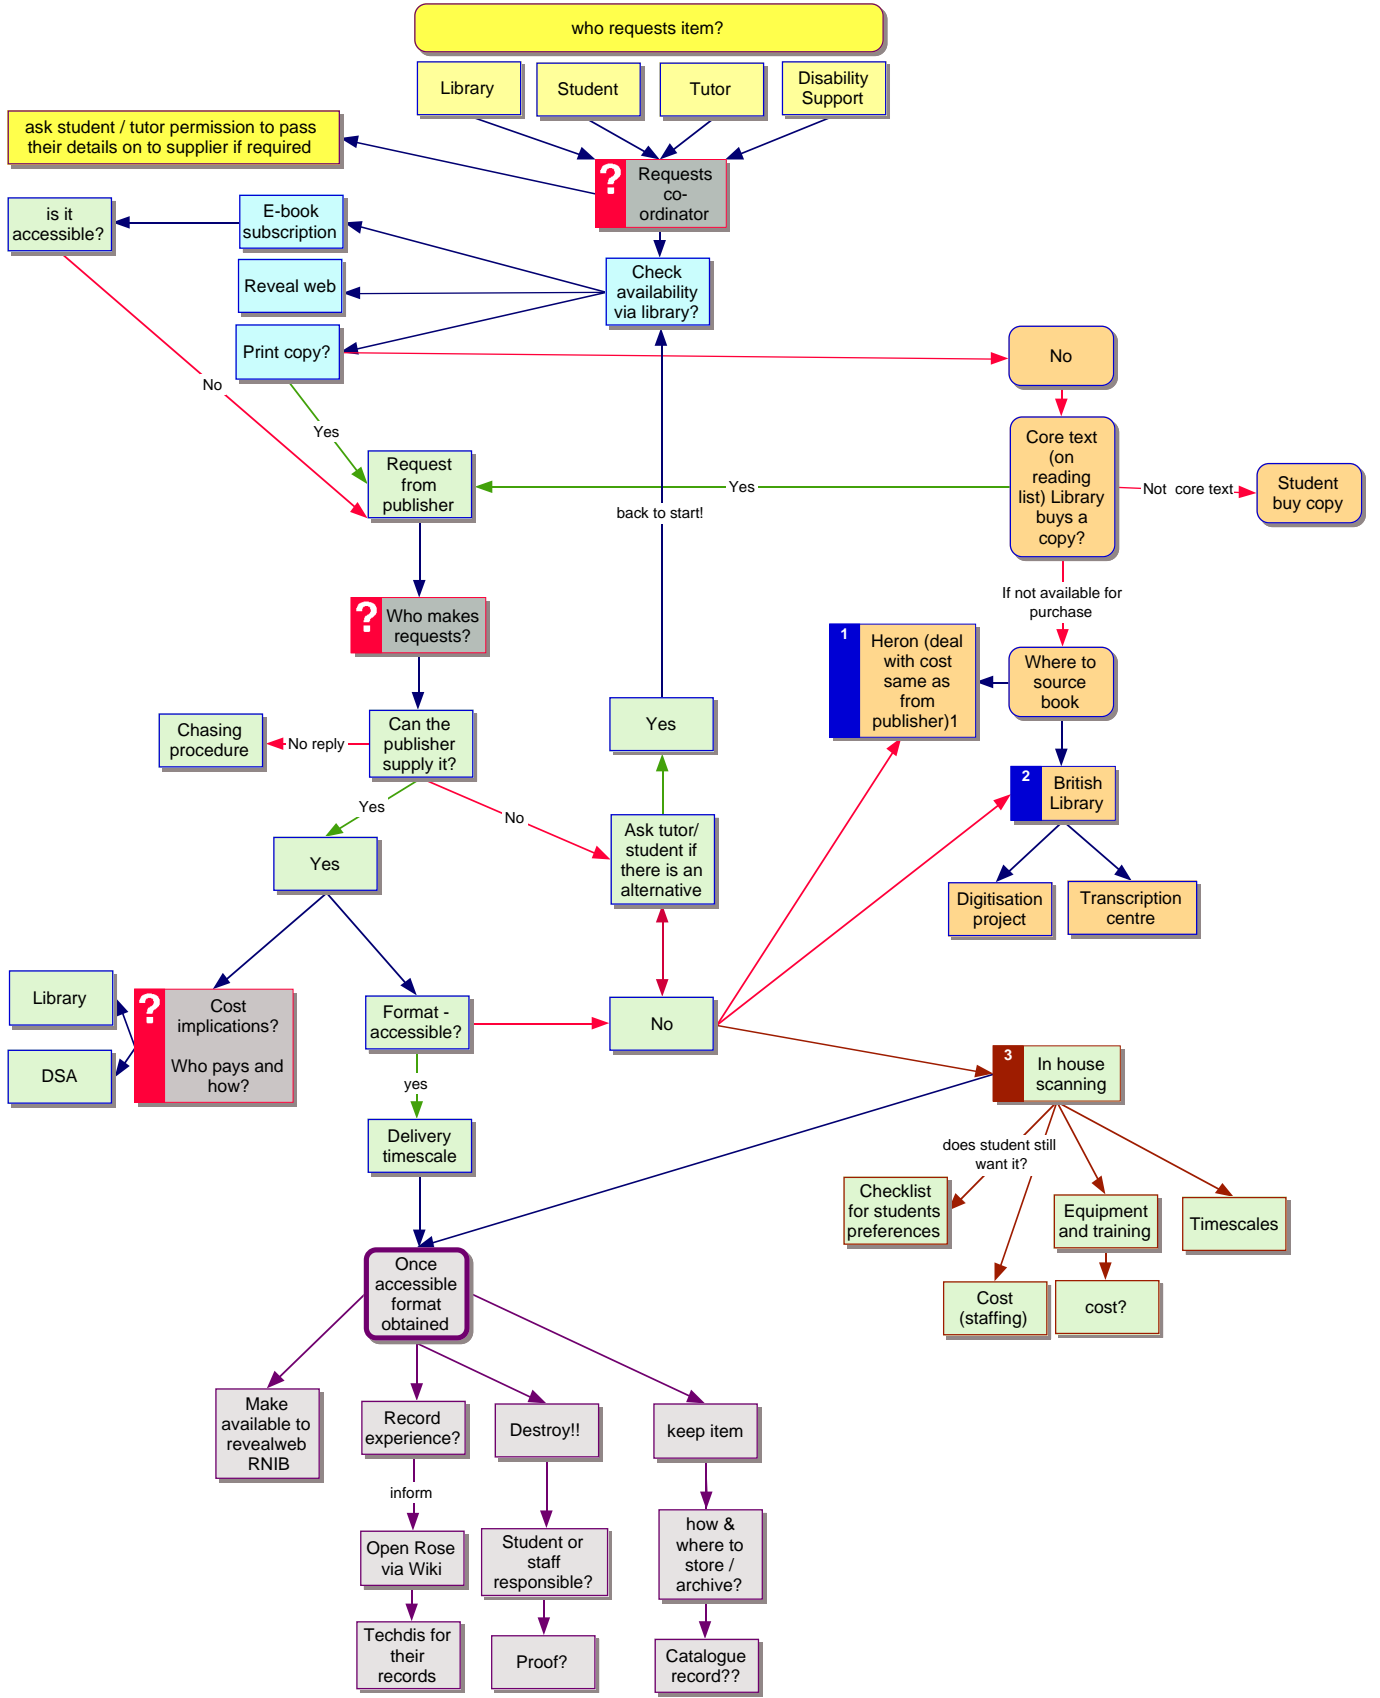 who requests item?
Library
Student
Tutor
Disability
Support
ask student / tutor permission to pass
their details on to supplier if required
?
Requests
co-
ordinator
is it
accessible?
E-book
subscription
Check
availability
via library?
Reveal web
Print copy?
No
No
Yes
Core text
(on
reading
list) Library
buys a
copy?
Request
from
publisher
Yes
Not core text
Student
buy copy
back to start!
If not available for
purchase
?
Who makes
requests?
1
Heron (deal
with cost
same as
from
publisher)1
Where to
source
book
Chasing
procedure
No reply
Can the
publisher
supply it?
Yes
2
British
Library
Yes
No
Ask tutor/
student if
there is an
alternative
Yes
Digitisation
project
Transcription
centre
Library
DSA
?
Cost
implications?
Who pays and
how?
Format -
accessible?
No
3
In house
scanning
yes
Delivery
timescale
does student still
want it?
Checklist
for students
preferences
Equipment
and training
Timescales
Cost
(staffing)
cost?
Once
accessible
format
obtained
Make
available to
revealweb
RNIB
Record
experience?
Destroy!!
keep item
inform
Open Rose
via Wiki
Student or
staff
responsible?
how &
where to
store /
archive?
Techdis for
their
records
Proof?
Catalogue
record??